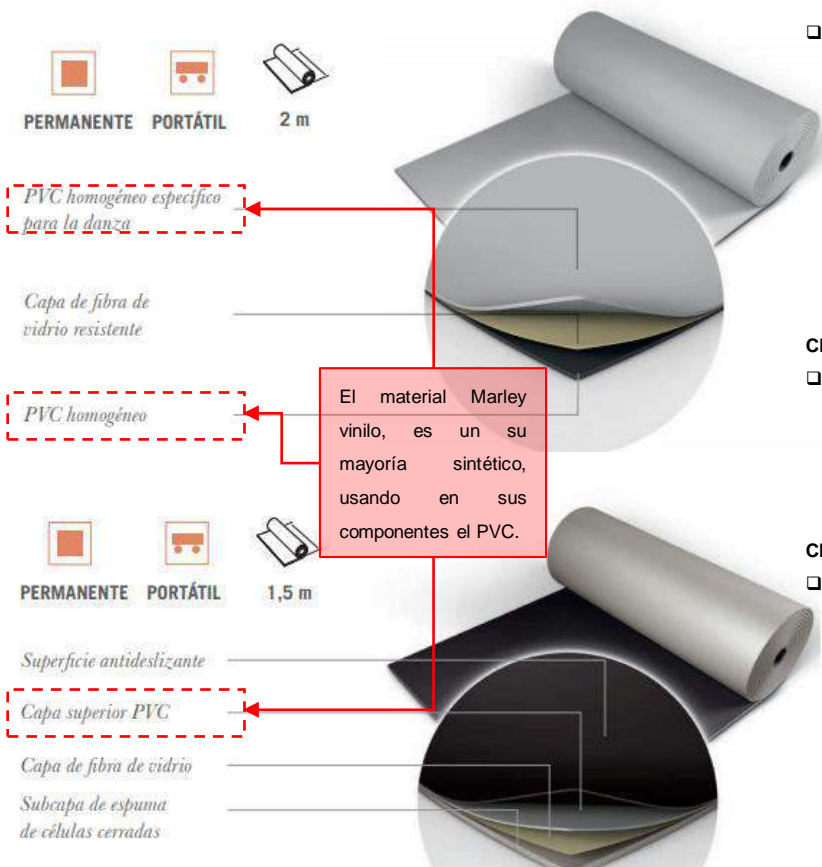 PERMANENTE PORTÁTIL 2 m
PVC homogéneo específico
para la danza
Capa de fibra de
vidrio resistente
PVC homogéneo
El material Marley
vinilo, es un su
mayoría sintético,
usando en sus
componentes el PVC.
PERMANENTE PORTÁTIL 1,5 m
Superficie antideslizante
Capa superior PVC
Capa de fibra de vidrio
Subcapa de espuma
de células cerradas